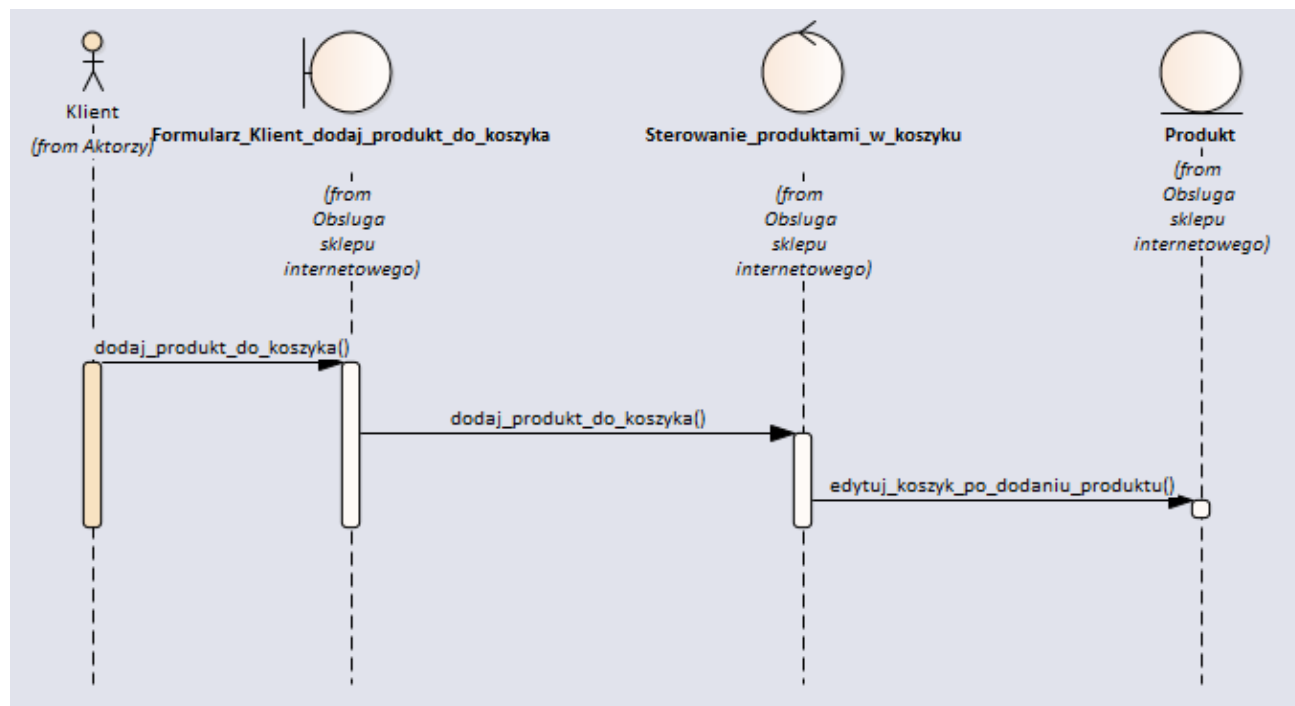 Klient
(from Aktorzy)
Formularz_Klient_dodaj_produkt_do_koszyka
(from
Obsluga
sklepu
internetowego)
Sterowanie_produktami_w_koszyku
(from
Obsluga
sklepu
internetowego)
Produkt
(from
Obsluga
sklepu
internetowego)
dodaj_produkt_do_koszyka()
dodaj_produkt_do_koszyka()
edytuj_koszyk_po_dodaniu_produktu()